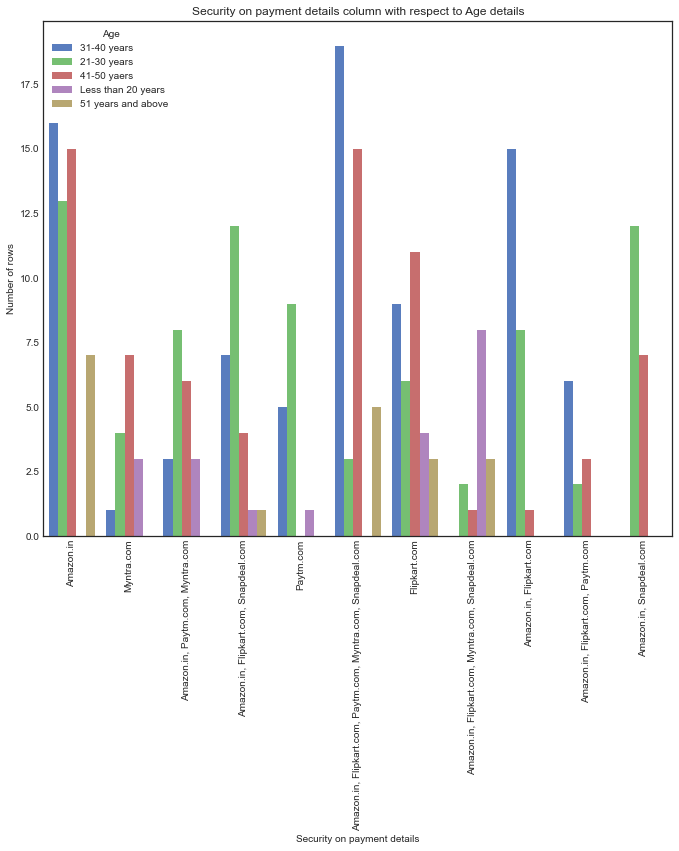 Security on payment details column with respect to Age details
Age
31-40 years
21-30 years
41-50 yaers
Less than 20 years
51 years and above
Number of rows
17.5
15.0
12.5
10.0
7.5
5.0
2.5
0.0
Amazon.in
Myntra.com
Amazon.in, Paytm.com, Myntra.com
Amazon.in, Flipkart.com, Snapdeal.com
Paytm.com
Amazon.in, Flipkart.com, Paytm.com, Myntra.com, Snapdeal.com
Flipkart.com
Amazon.in, Flipkart.com, Myntra.com, Snapdeal.com
Amazon.in, Flipkart.com
Amazon.in, Flipkart.com, Paytm.com
Amazon.in, Snapdeal.com
Security on payment details